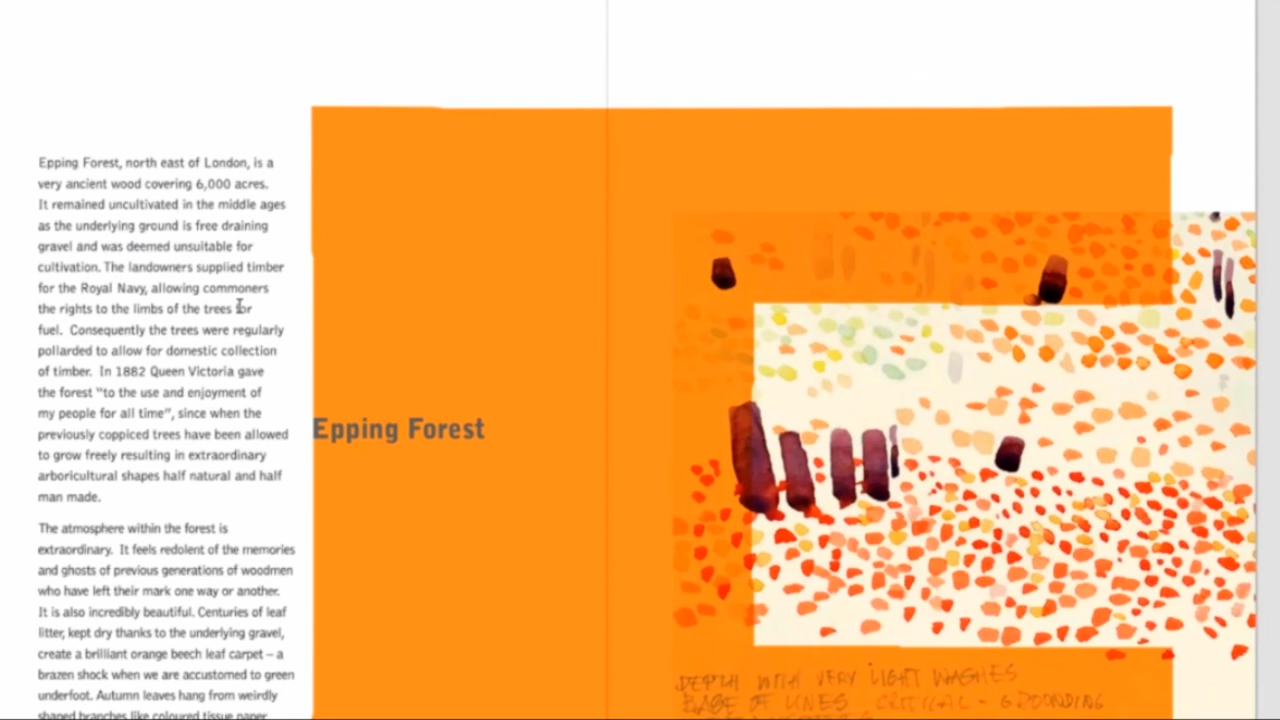 Epping Forest, north east of London, is a
very ancient wood covering 6,000 acres.
It remained uncultivated in the middle ages
as the underlying ground is free draining
gravel and was deemed unsuitable for
cultivation. The landowners supplied timber
for the Royal Navy, allowing commoners
the rights to the limbs of the trees for
fuel. Consequently the trees were regularly
pollarded to allow for domestic collection
of timber. In 1882 Queen Victoria gave
the forest "to the use and enjoyment of
my people for all time", since when the
previously coppiced trees have been allowed
to grow freely resulting in extraordinary
arboricultural shapes half natural and half
man made.
The atmosphere within the forest is
extraordinary. It feels redolent of the memories
and ghosts of previous generations of woodmen
who have left their mark one way or another.
It is also incredibly beautiful. Centuries of leaf
litter, kept dry thanks to the underlying gravel,
create a brilliant orange beech leaf carpet – a
brazen shock when we are accustomed to green
underfoot. Autumn leaves hang from weirdly
shaped branches like coloured tissue paper
Epping Forest
DEPTH WITH VERY LIGHT WASHES
BASE OF LINES CRITICAL - GROUNDING